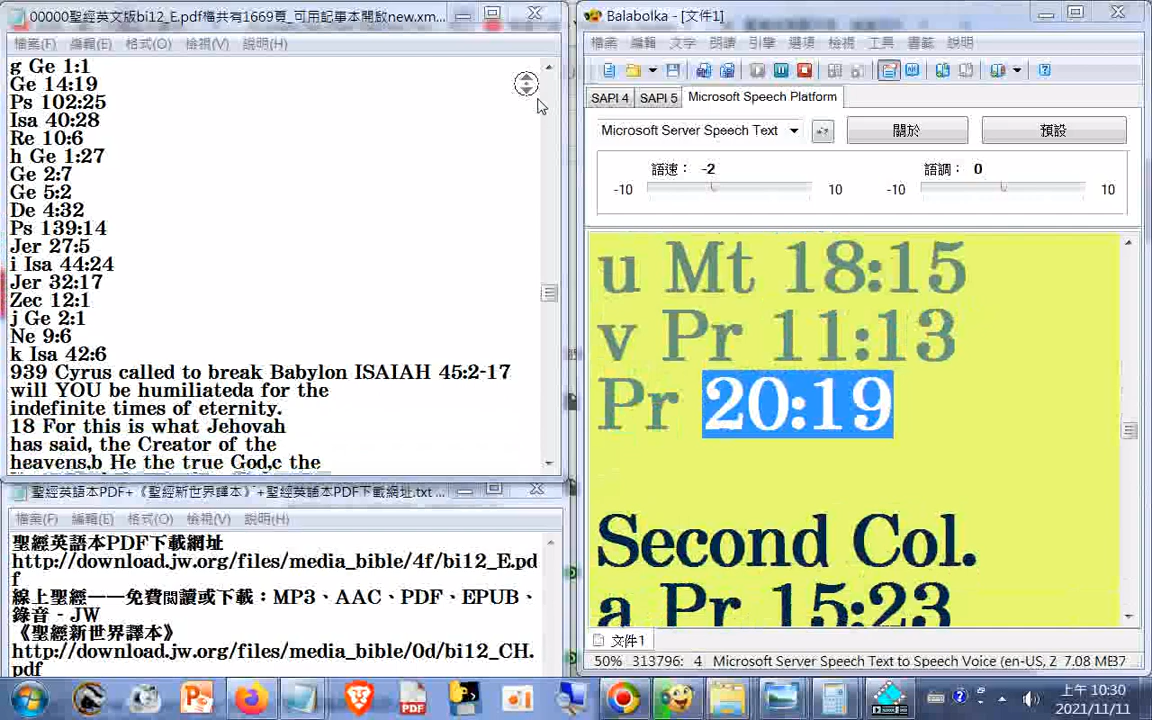 00000聖經英文版bi12_E.pdf檔共有1669頁_可用記事本開啟new.xm...
檔案(F) 編輯(E) 格式(O) 檢視(V) 說明(H)
g Ge 1:1
Ge 14:19
Ps 102:25
Isa 40:28
Re 10:6
h Ge 1:27
Ge 2:7
Ge 5:2
De 4:32
Ps 139:14
Jer 27:5
i Isa 44:24
Jer 32:17
Zec 12:1
j Ge 2:1
Ne 9:6
k Isa 42:6
939 Cyrus called to break Babylon ISAIAH 45:2-17
will YOU be humiliateda for the
indefinite times of eternity.
18 For this is what Jehovah
has said, the Creator of the
heavens,b He the true God,c the
聖經英語本PDF+《聖經新世界譯本》+聖經英語本PDF下載網址.txt ...
檔案(F) 編輯(E) 格式(O) 檢視(V) 說明(H)
聖經英語本PDF下載網址
http://download.jw.org/files/media_bible/4f/bi12_E.pd
f
線上聖經——免費閱讀或下載：MP3、AAC、PDF、EPUB、
錄音 - JW
《聖經新世界譯本》
http://download.jw.org/files/media_bible/0d/bi12_CH.
pdf
Balabolka - [文件1]
檔案 編輯 文字 朗讀 引擎 選項 檢視 工具 書籤 說明
SAPI 4 SAPI 5 Microsoft Speech Platform
Microsoft Server Speech Text 關於 預設
語速： -2 語調： 0
-10 10 -10 10
u Mt 18:15
v Pr 11:13
Pr 20:19
Second Col.
a Pr 15:23
文件1
50% 313796: 4 Microsoft Server Speech Text to Speech Voice (en-US, Z 7.08 MB37
上午 10:30
2021/11/11